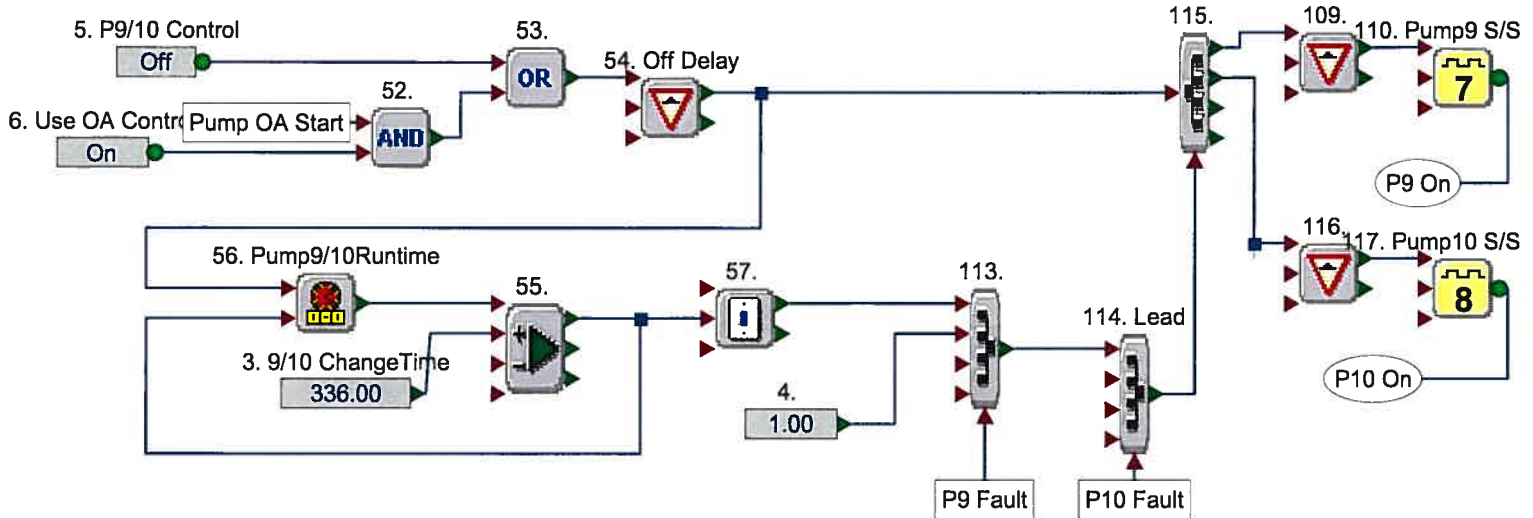 5. P9/10 Control
Off
53.
OR
54. Off Delay
115.
109.
110. Pump9 S/S
7
52.
6. Use OA Contro
Pump OA Start
AND
On
P9 On
56. Pump9/10Runtime
55.
57.
113.
114. Lead
116.
117. Pump10 S/S
8
3. 9/10 ChangeTime
336.00
4.
1.00
P10 On
P9 Fault
P10 Fault